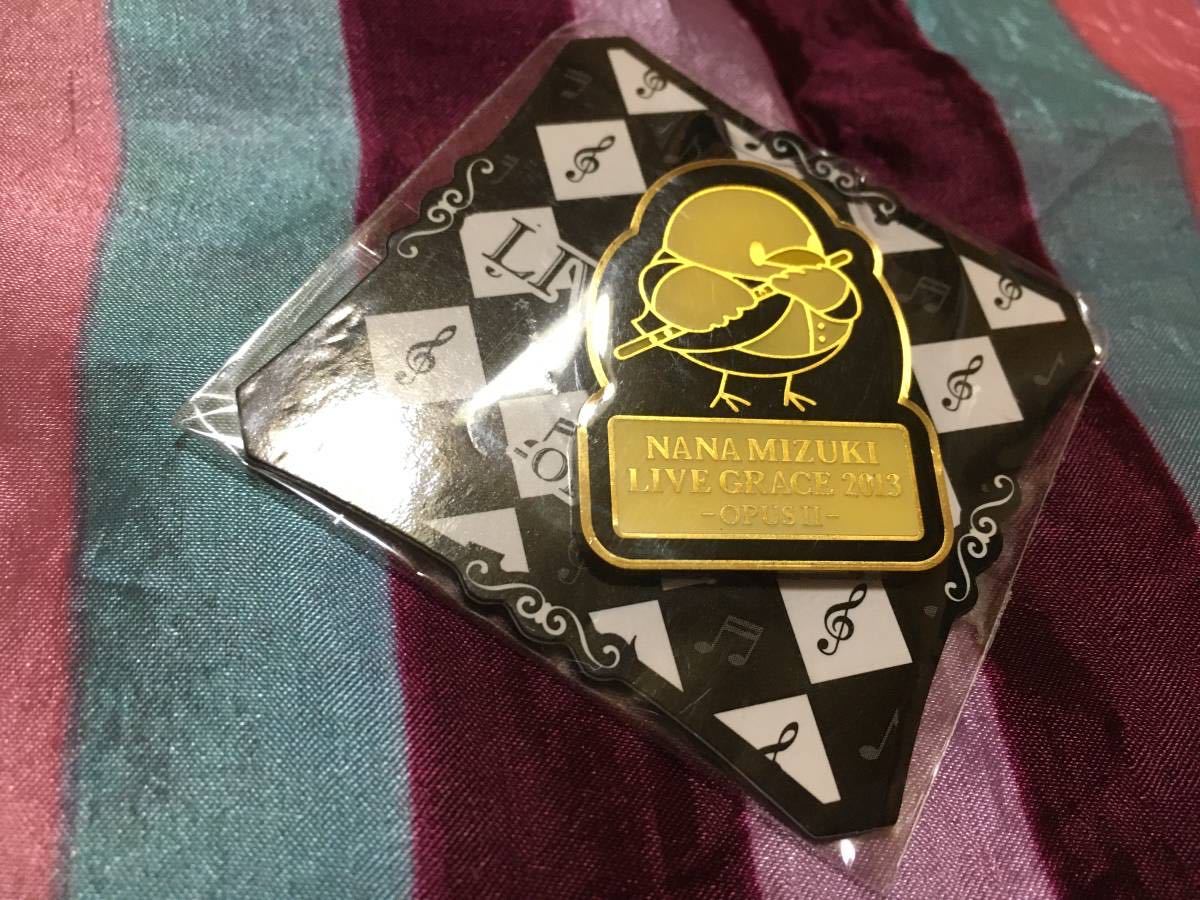 NANA MIZUKI
LIVE GRACE 2013
-OPUS II-